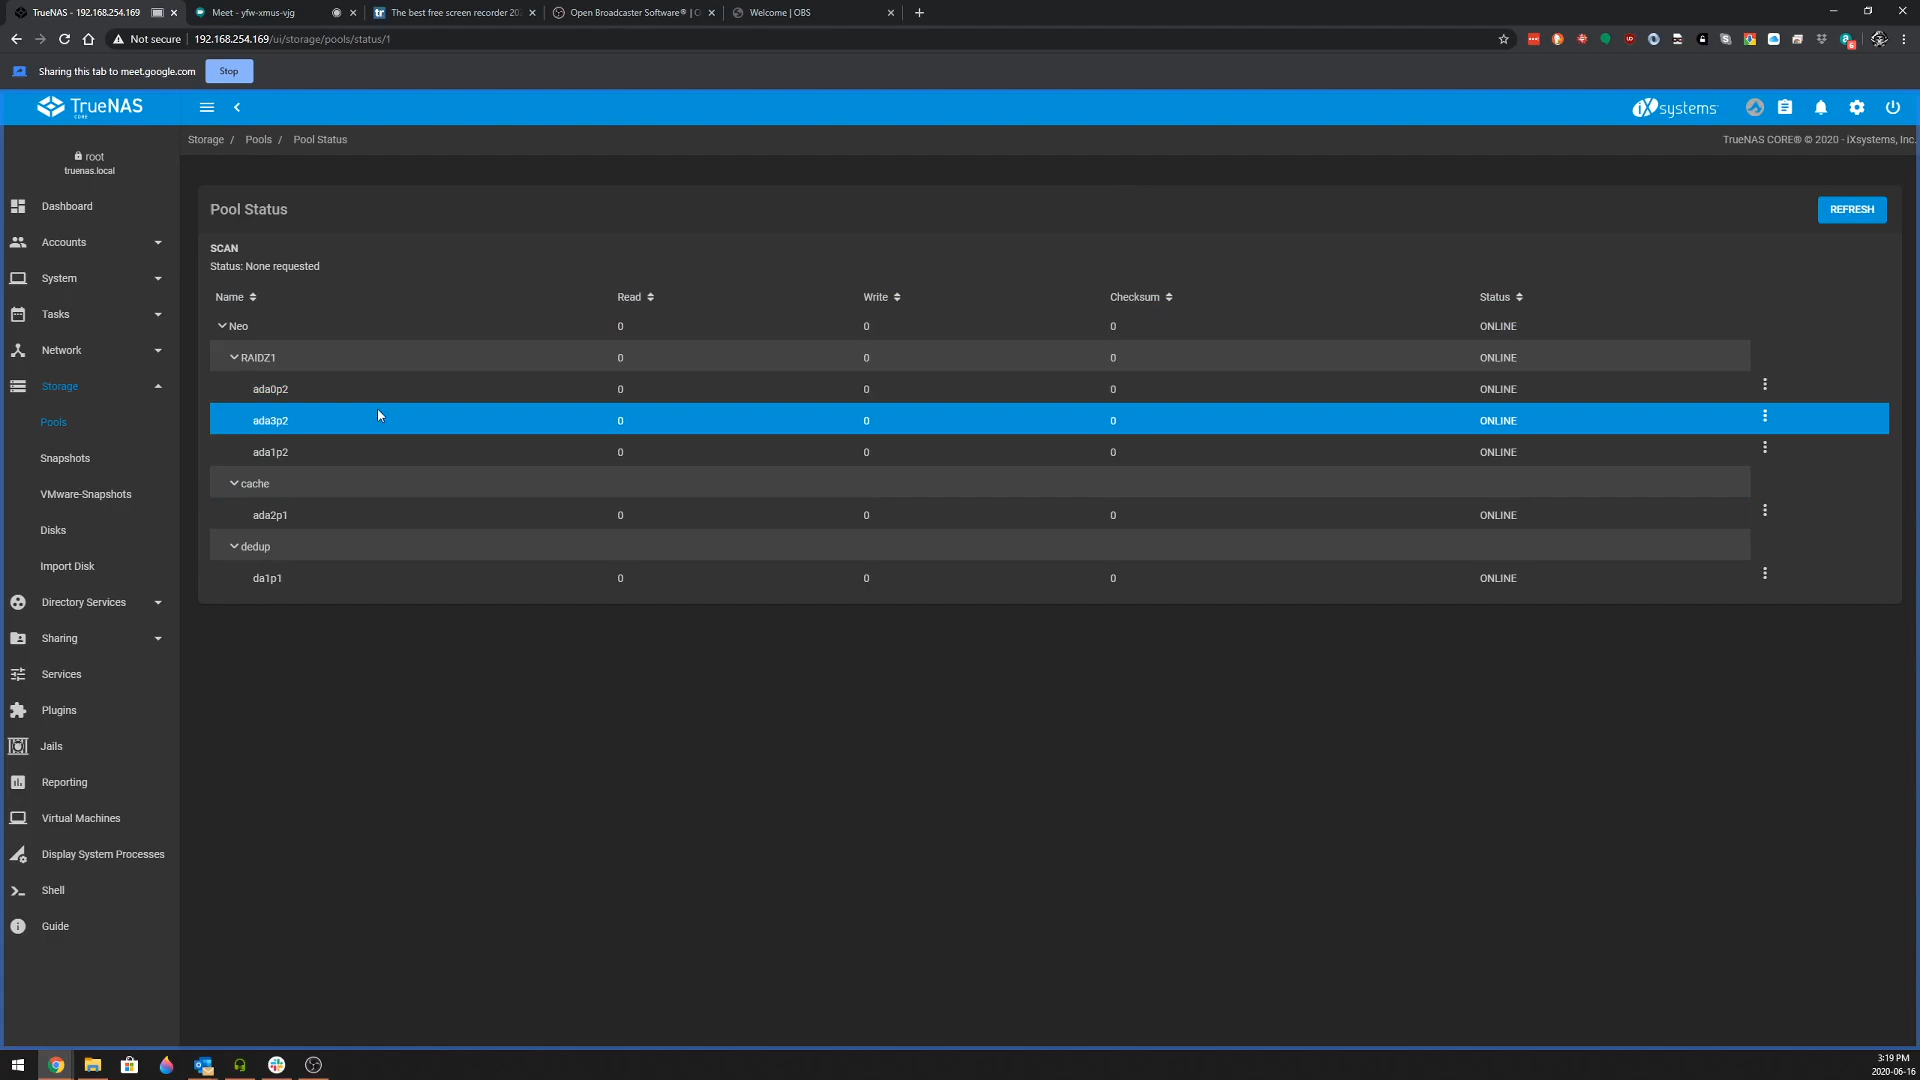 TrueNAS - 192.168.254.169
Meet - yfw-xmus-vjg
The best free screen recorder 20
Open Broadcaster Software® | O
Welcome | OBS
Not secure
192.168.254.169/ui/storage/pools/status/1
Sharing this tab to meet.google.com
Stop
TrueNAS
CORE
iXsystems
Storage / Pools / Pool Status
TrueNAS CORE® © 2020 - iXsystems, Inc.
root
truenas.local
Dashboard
Accounts
System
Tasks
Network
Storage
Pools
Snapshots
VMware-Snapshots
Disks
Import Disk
Directory Services
Sharing
Services
Plugins
Jails
Reporting
Virtual Machines
Display System Processes
Shell
Guide
Pool Status
REFRESH
SCAN
Status: None requested
Name Read Write Checksum Status
Neo 0 0 0 ONLINE
RAIDZ1 0 0 0 ONLINE
ada0p2 0 0 0 ONLINE
ada3p2 0 0 0 ONLINE
ada1p2 0 0 0 ONLINE
cache
ada2p1 0 0 0 ONLINE
dedup
da1p1 0 0 0 ONLINE
3:19 PM
2020-06-16